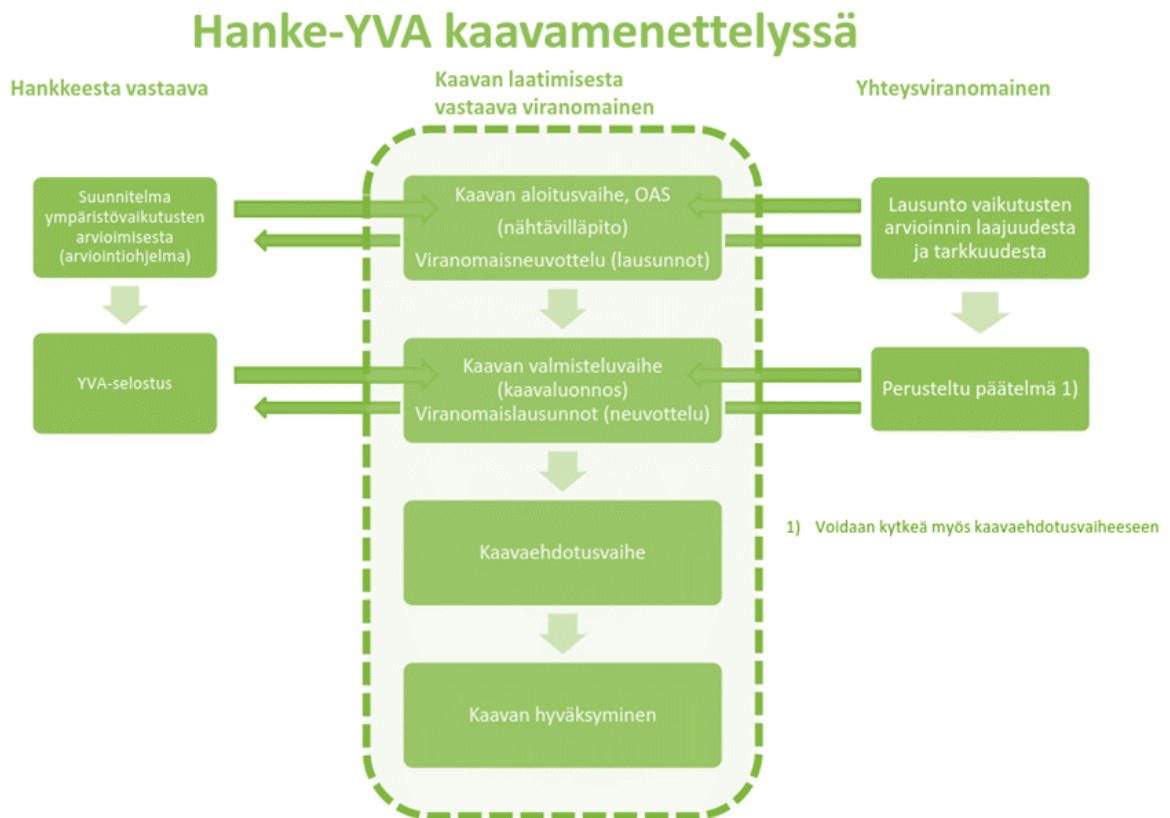 Hanke-YVA kaavamenettelyssä
Hankkeesta vastaava
Kaavan laatimisesta
vastaava viranomainen
Yhteysviranomainen
Suunnitelma
ympäristövaikutusten
arvioimisesta
(arviointiohjelma)
Kaavan aloitusvaihe, OAS
(nähtävilläpito)
Viranomaisneuvottelu (lausunnot)
Lausunto vaikutusten
arvioinnin laajuudesta
ja tarkkuudesta
YVA-selostus
Kaavan valmisteluvaihe
(kaavaluonnos)
Viranomaislausunnot (neuvottelu)
Perusteltu päätelmä 1)
1) Voidaan kytkeä myös kaavaehdotusvaiheeseen
Kaavaehdotusvaihe
Kaavan hyväksyminen